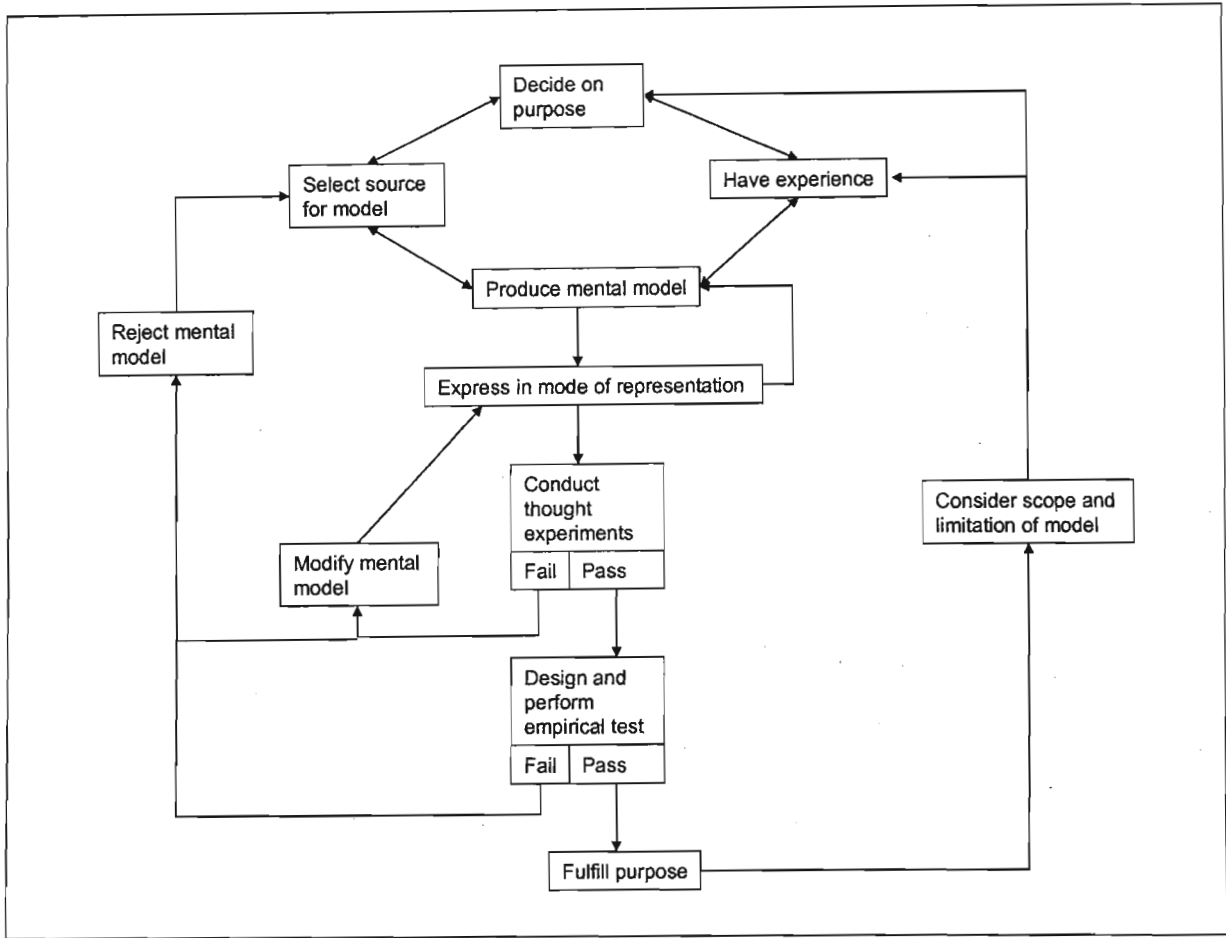 Decide on
purpose
Select source
for model
Have experience
Produce mental model
Reject mental
model
Express in mode of representation
Conduct
thought
experiments
Fail Pass
Consider scope and
limitation of model
Modify mental
model
Design and
perform
empirical test
Fail Pass
Fulfill purpose